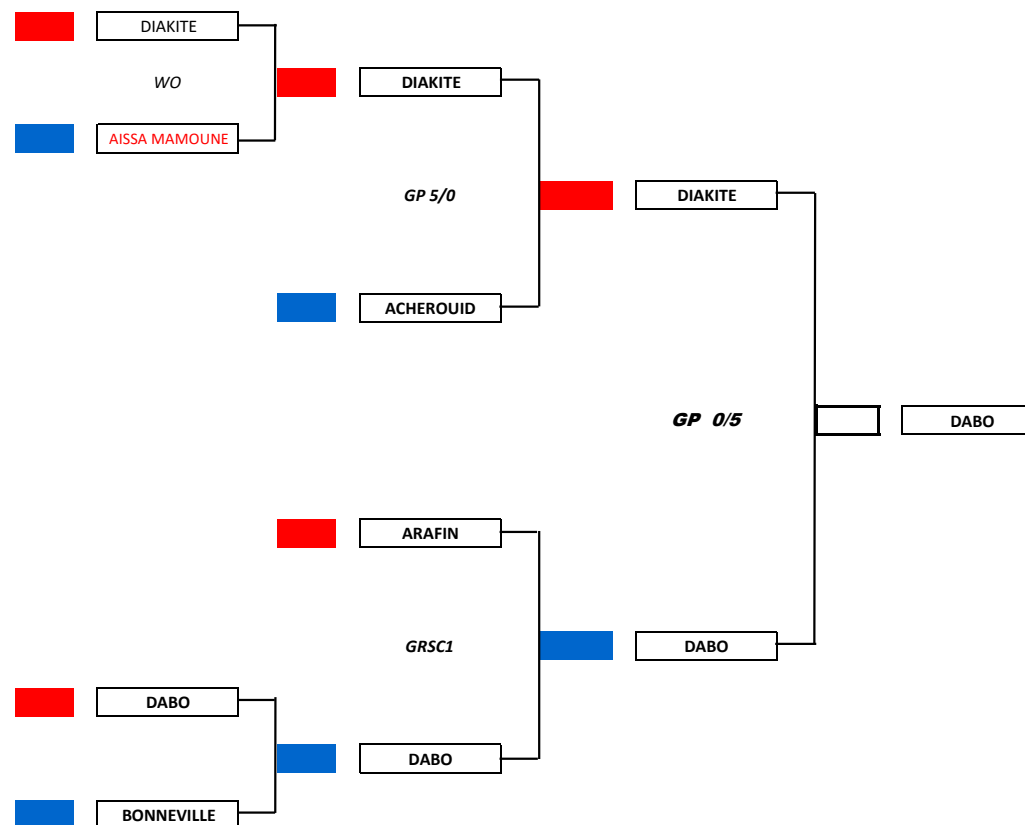 DIAKITE
WO
DIAKITE
AISSA MAMOUNE
GP 5/0
DIAKITE
ACHEROUID
GP 0/5
DABO
ARAFIN
GRSC1
DABO
DABO
DABO
BONNEVILLE